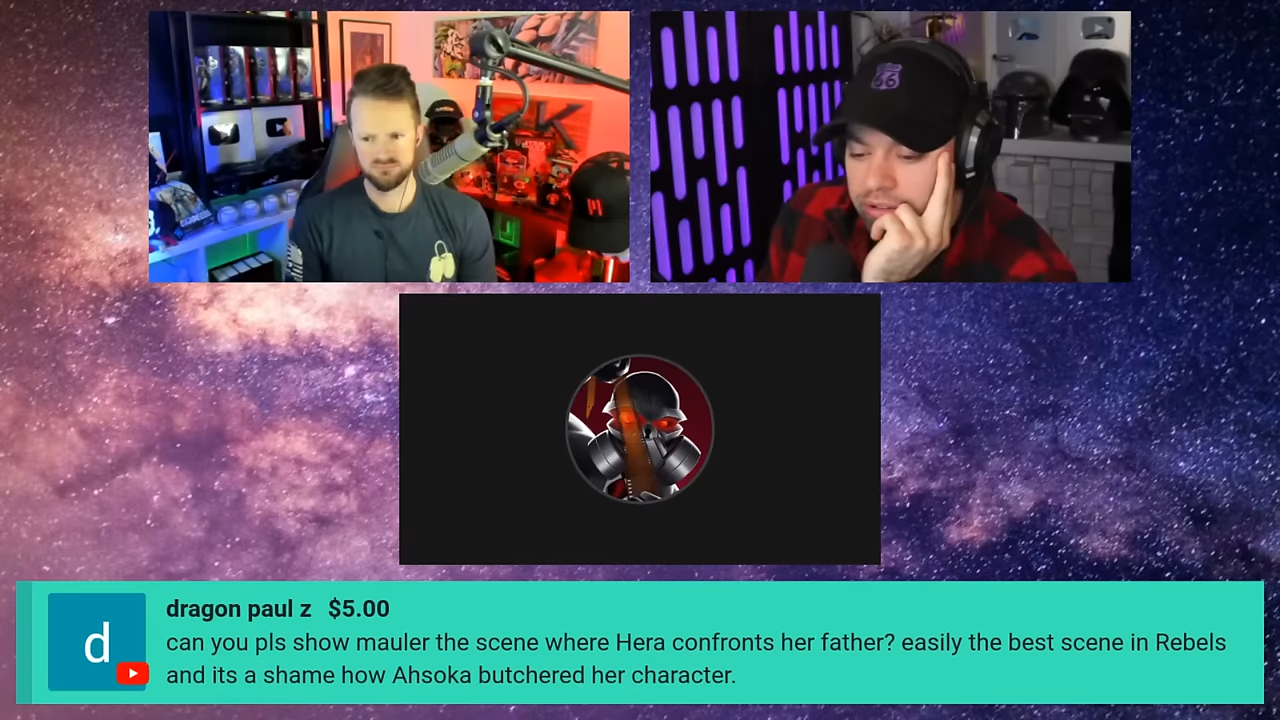 66
dragon paul z $5.00
d
can you pls show mauler the scene where Hera confronts her father? easily the best scene in Rebels
and its a shame how Ahsoka butchered her character.